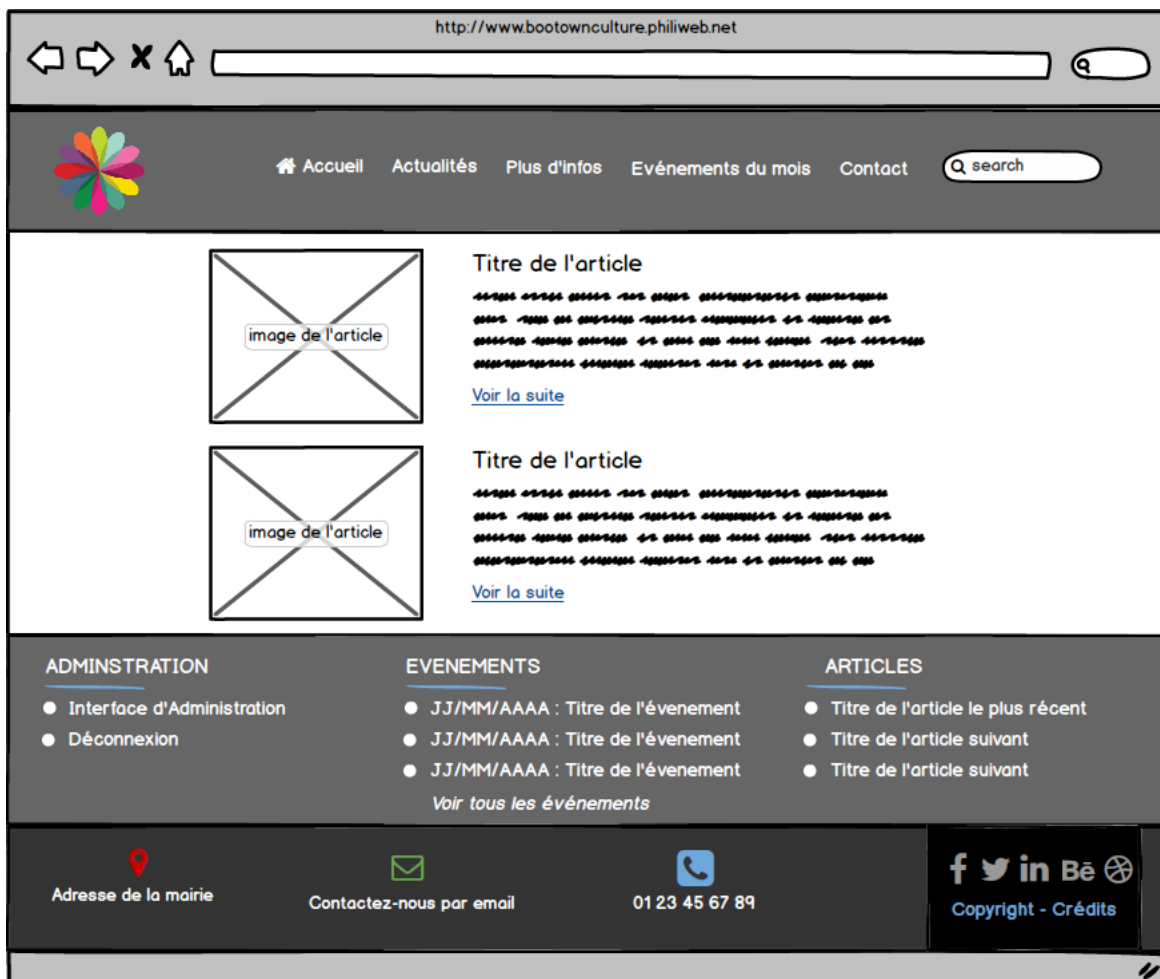 http://www.bootownculture.philiweb.net
Accueil Actualités Plus d'infos Evénements du mois Contact search
Titre de l'article
image de l'article
Voir la suite
Titre de l'article
image de l'article
Voir la suite
ADMINSTRATION
Interface d'Administration
Déconnexion
EVENEMENTS
JJ/MM/AAAA : Titre de l'évenement
JJ/MM/AAAA : Titre de l'évenement
JJ/MM/AAAA : Titre de l'évenement
Voir tous les événements
ARTICLES
Titre de l'article le plus récent
Titre de l'article suivant
Titre de l'article suivant
Adresse de la mairie
Contactez-nous par email
01 23 45 67 89
Copyright - Crédits